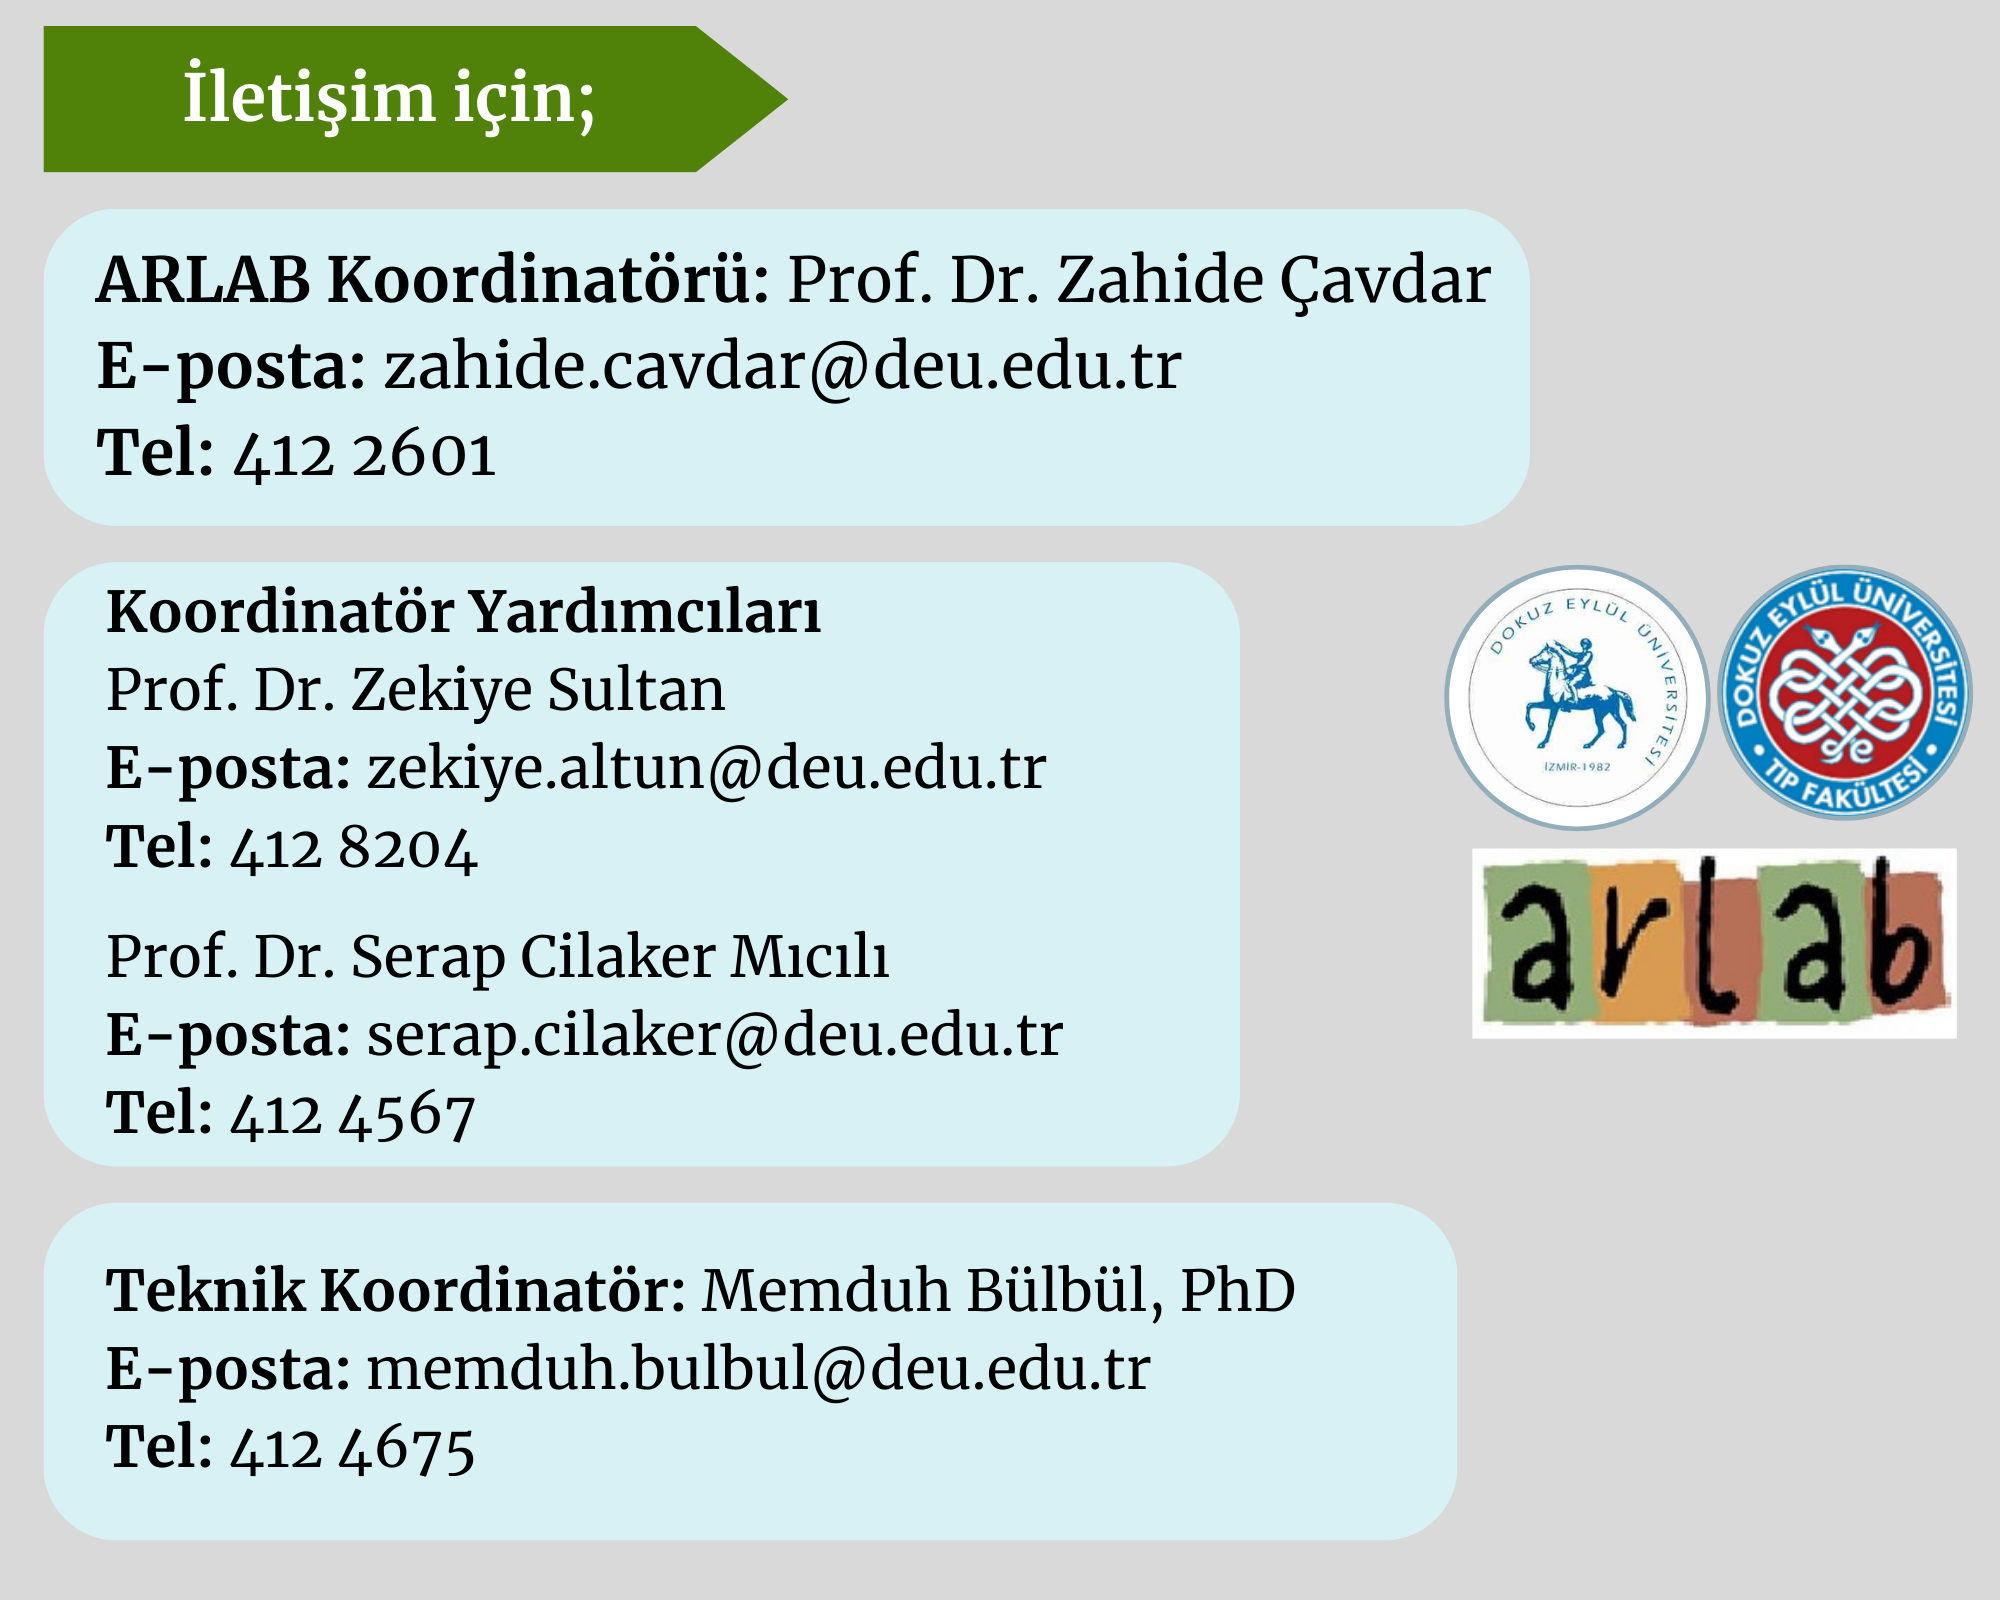 İletişim için;
ARLAB Koordinatörü: Prof. Dr. Zahide Çavdar
E-posta: zahide.cavdar@deu.edu.tr
Tel: 412 2601
Koordinatör Yardımcıları
Prof. Dr. Zekiye Sultan
E-posta: zekiye.altun@deu.edu.tr
Tel: 412 8204
Prof. Dr. Serap Cilaker Mıcılı
E-posta: serap.cilaker@deu.edu.tr
Tel: 412 4567
DOKUZ EYLÜL ÜNİVERSİTESİ
İZMİR-1982
DOKUZ EYLÜL ÜNİVERSİTESİ
• TIP FAKÜLTESİ •
arlab
Teknik Koordinatör: Memduh Bülbül, PhD
E-posta: memduh.bulbul@deu.edu.tr
Tel: 412 4675